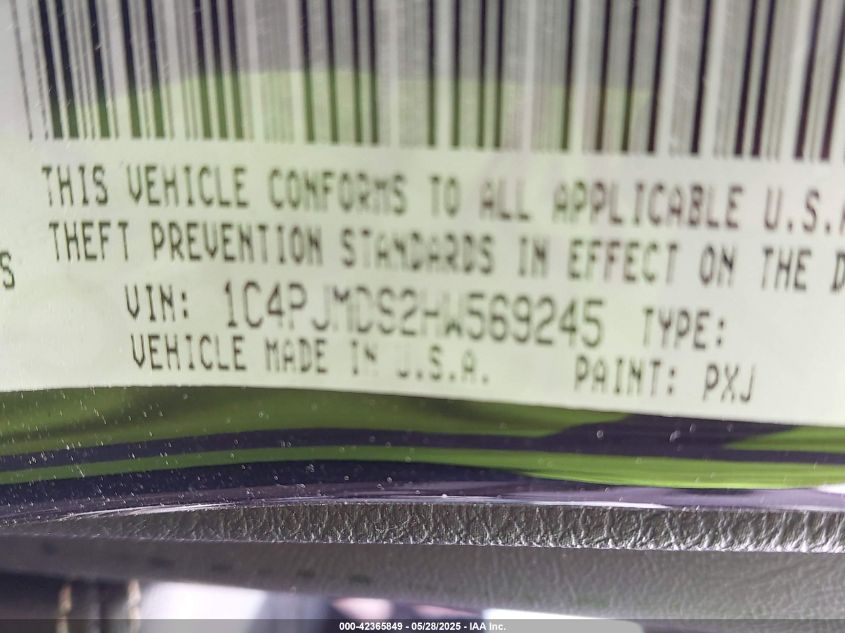 THIS VEHICLE CONFORMS TO ALL APPLICABLE U.S.A
THEFT PREVENTION STANDARDS IN EFFECT ON THE D
S
VIN: 1C4PJMDS2HW569245 TYPE:
VEHICLE MADE IN U.S.A. PAINT: PXJ
000-42365849 - 05/28/2025 - IAA Inc.